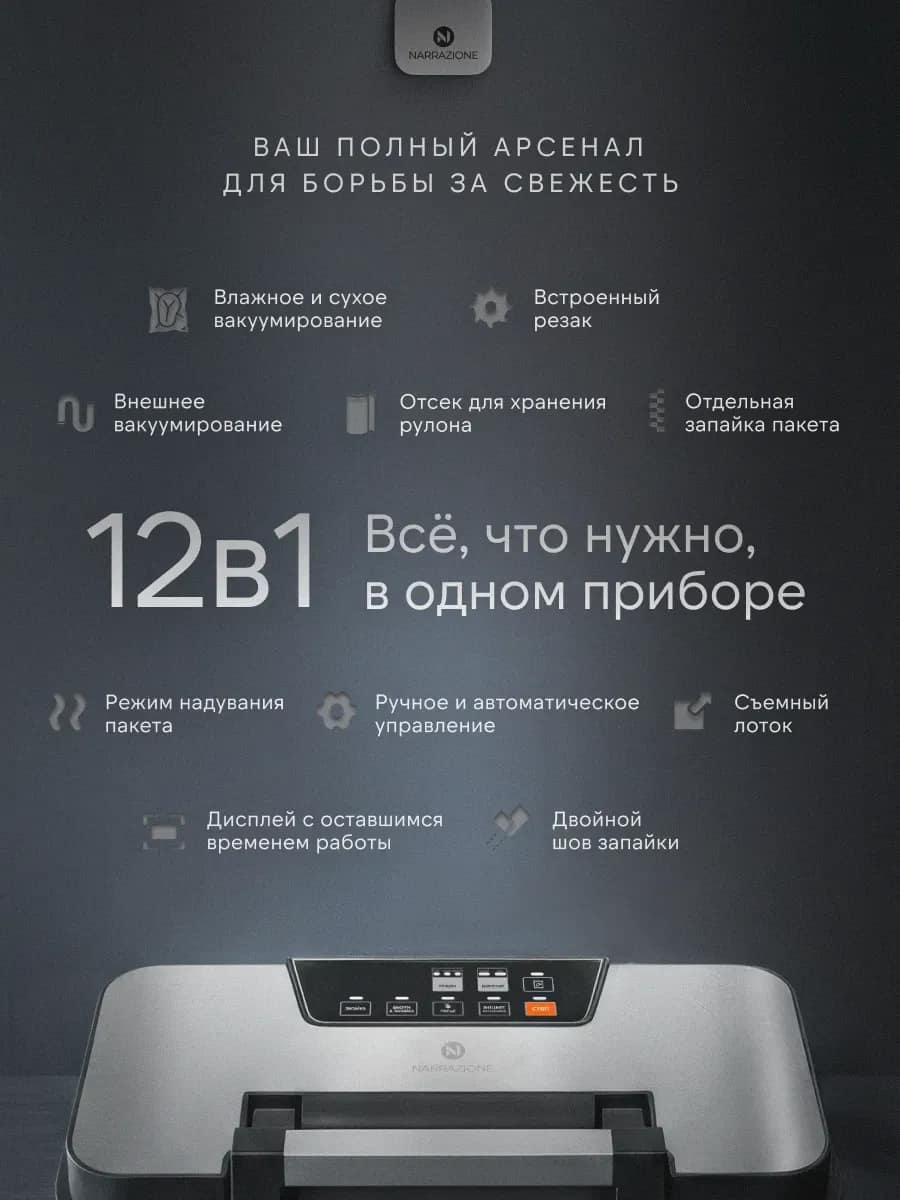 NARRAZIONE
ВАШ ПОЛНЫЙ АРСЕНАЛ
ДЛЯ БОРЬБЫ ЗА СВЕЖЕСТЬ
Влажное и сухое
вакуумирование
Встроенный
резак
Внешнее
вакуумирование
Отсек для хранения
рулона
Отдельная
запайка пакета
12в1
Всё, что нужно,
в одном приборе
Режим надувания
пакета
Ручное и автоматическое
управление
Съемный
лоток
Дисплей с оставшимся
временем работы
Двойной
шов запайки
СТОП
NARRAZIONE